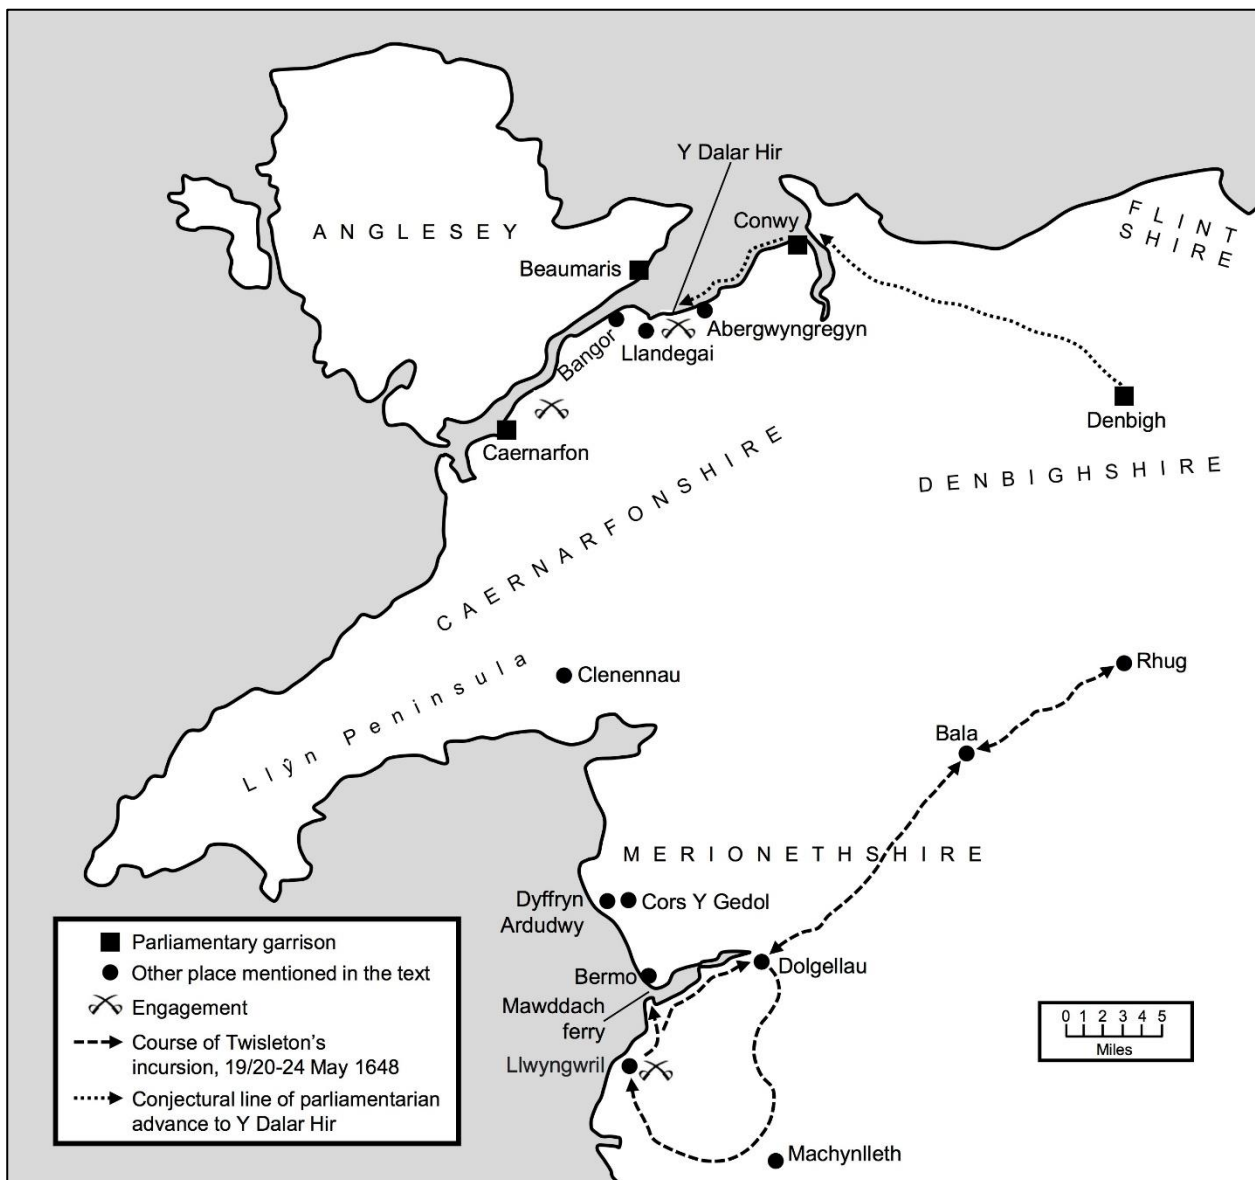 Y Dalar Hir
FLINT
SHIRE
Conwy
ANGLESEY
Beaumaris
Abergwyngregyn
Bangor
Llandegai
Denbigh
Caernarfon
DENBIGHSHIRE
CAERNARFONSHIRE
Rhug
Llŷn Peninsula
Clenennau
Bala
MERIONETHSHIRE
Dyffryn
Ardudwy
Cors Y Gedol
Bermo
Dolgellau
Mawddach
ferry
Llwyngwril
Machynlleth
Parliamentary garrison
Other place mentioned in the text
Engagement
Course of Twisleton's
incursion, 19/20-24 May 1648
Conjectural line of parliamentarian
advance to Y Dalar Hir
0 1 2 3 4 5
Miles